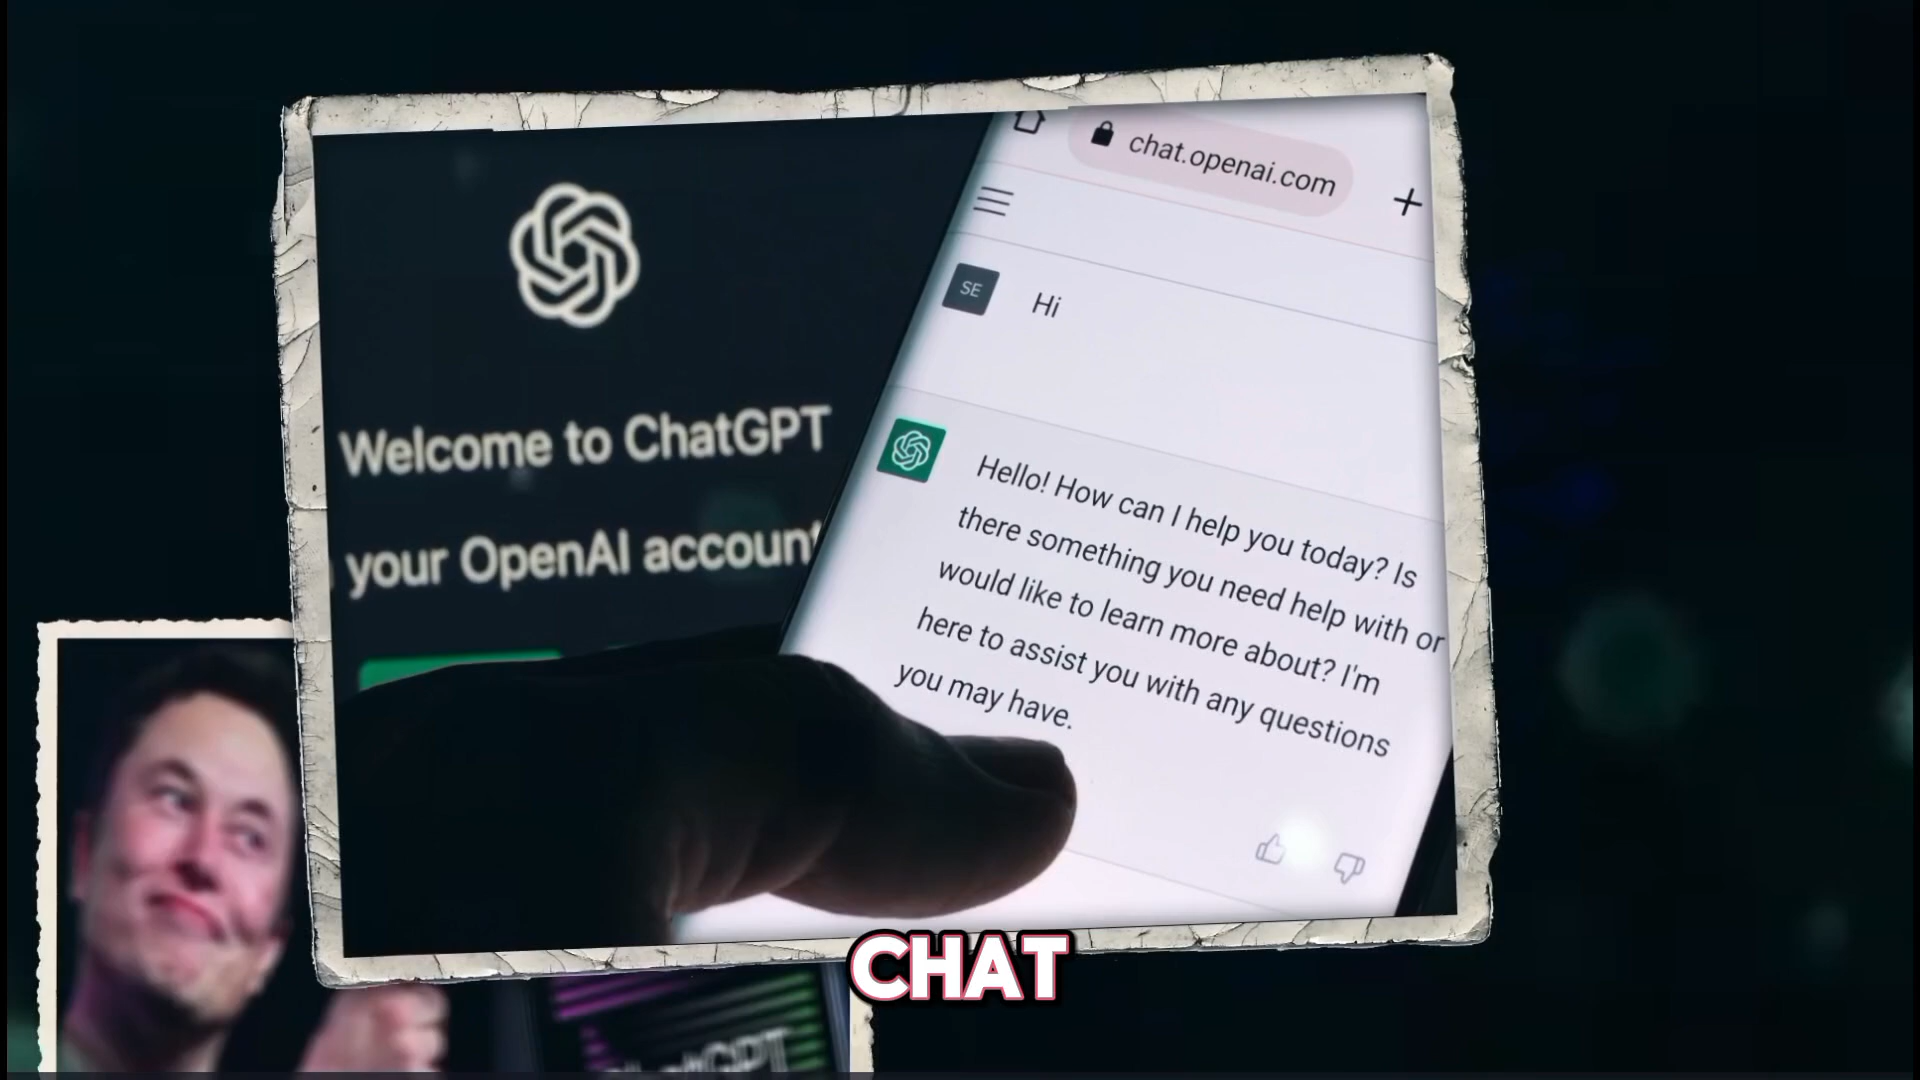 chat.openai.com
SE
Hi
Welcome to ChatGPT
your OpenAI account
Hello! How can I help you today? Is
there something you need help with or
would like to learn more about? I'm
here to assist you with any questions
you may have.
CHAT
ChatGPT